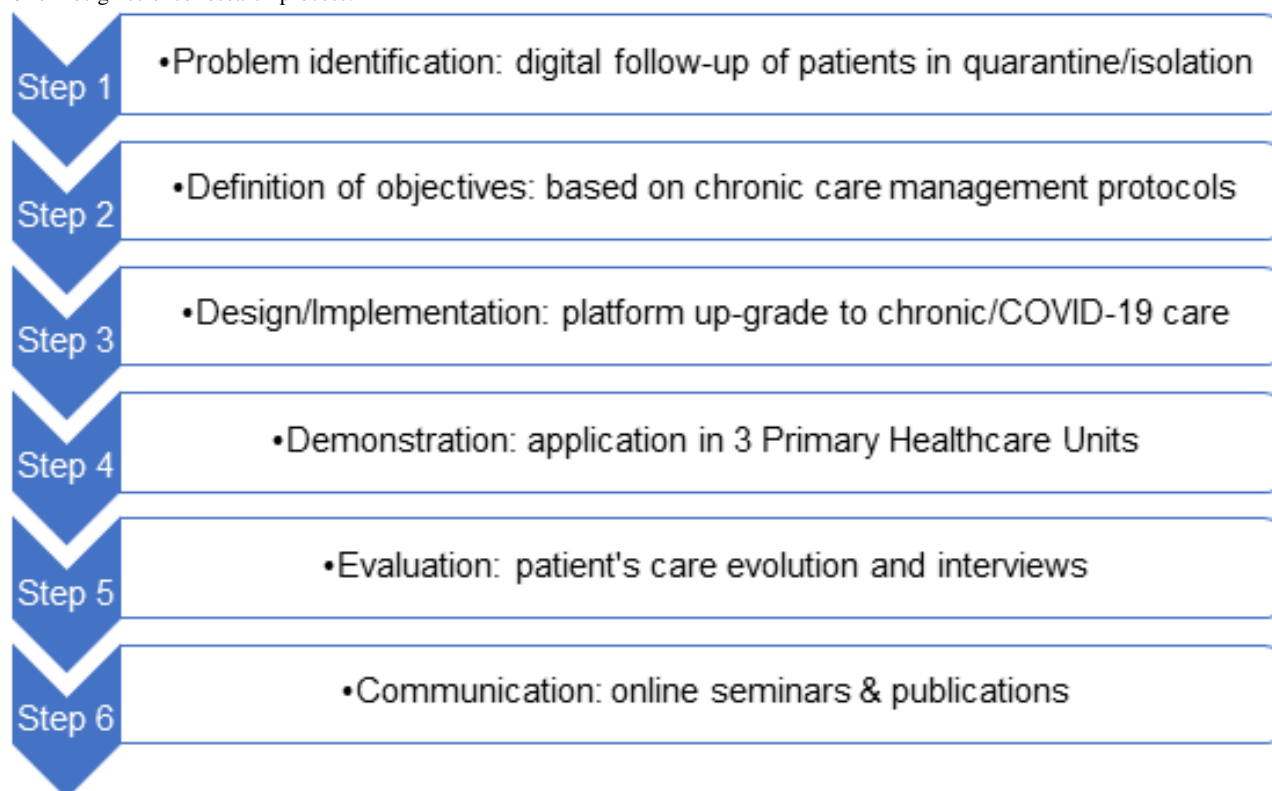 Step 1
•Problem identification: digital follow-up of patients in quarantine/isolation
Step 2
•Definition of objectives: based on chronic care management protocols
Step 3
•Design/Implementation: platform up-grade to chronic/COVID-19 care
Step 4
•Demonstration: application in 3 Primary Healthcare Units
Step 5
•Evaluation: patient's care evolution and interviews
Step 6
•Communication: online seminars & publications